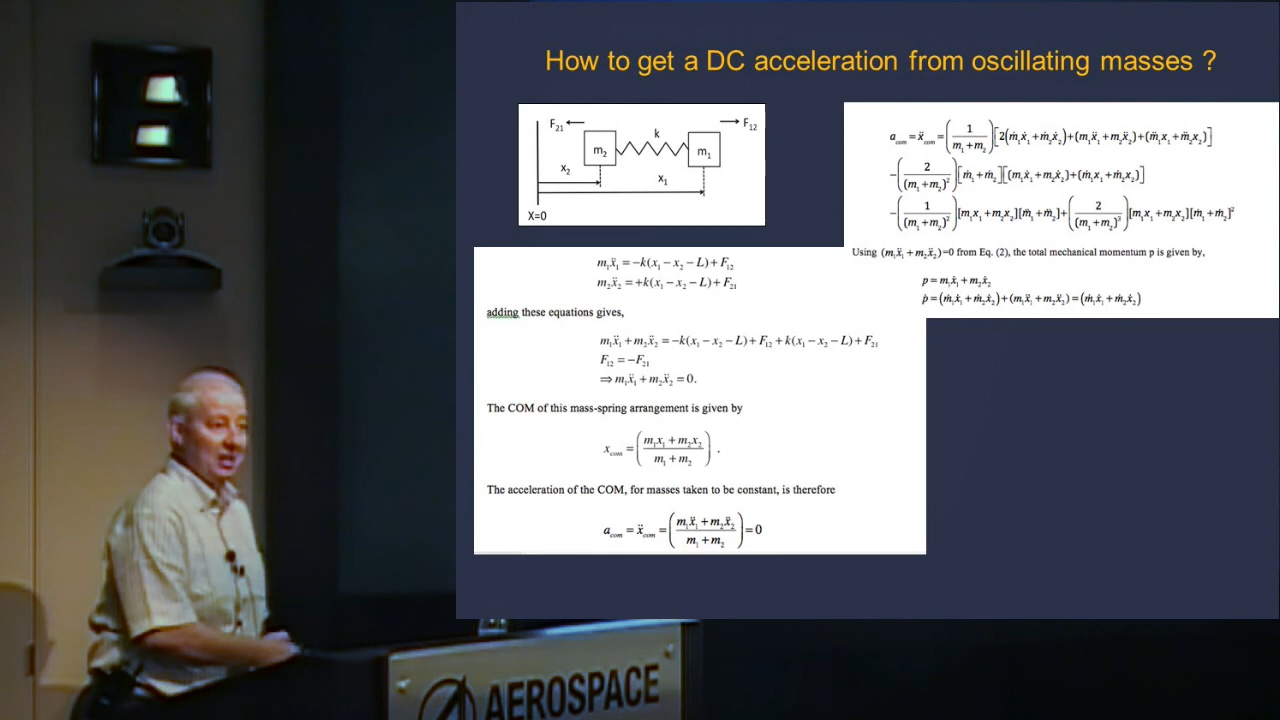 How to get a DC acceleration from oscillating masses ?
F₂₁ ← → F₁₂
k
m₂ m₁
x₂
x₁
X=0
m₁ẍ₁ = −k(x₁ − x₂ − L) + F₁₂
m₂ẍ₂ = +k(x₁ − x₂ − L) + F₂₁
adding these equations gives,
m₁ẍ₁ + m₂ẍ₂ = −k(x₁ − x₂ − L) + F₁₂ + k(x₁ − x₂ − L) + F₂₁
F₁₂ = −F₂₁
⇒ m₁ẍ₁ + m₂ẍ₂ = 0.
The COM of this mass-spring arrangement is given by
x_com = ( (m₁x₁ + m₂x₂) / (m₁ + m₂) ) .
The acceleration of the COM, for masses taken to be constant, is therefore
a_com = ẍ_com = ( (m₁ẍ₁ + m₂ẍ₂) / (m₁ + m₂) ) = 0
a_com = ẍ_com = ( 1 / (m₁ + m₂) ) [2(ṁ₁ẋ₁ + ṁ₂ẋ₂) + (m₁ẍ₁ + m₂ẍ₂) + (m̈₁x₁ + m̈₂x₂)]
−( 2 / (m₁ + m₂)² ) [ṁ₁ + ṁ₂][(m₁ẋ₁ + m₂ẋ₂) + (ṁ₁x₁ + ṁ₂x₂)]
−( 1 / (m₁ + m₂)² ) [m₁x₁ + m₂x₂][m̈₁ + m̈₂] + ( 2 / (m₁ + m₂)³ ) [m₁x₁ + m₂x₂][ṁ₁ + ṁ₂]²
Using (m₁ẍ₁ + m₂ẍ₂)=0 from Eq. (2), the total mechanical momentum p is given by,
p = m₁ẋ₁ + m₂ẋ₂
ṗ = (ṁ₁ẋ₁ + ṁ₂ẋ₂) + (m₁ẍ₁ + m₂ẍ₂) = (ṁ₁ẋ₁ + ṁ₂ẋ₂)
AEROSPACE